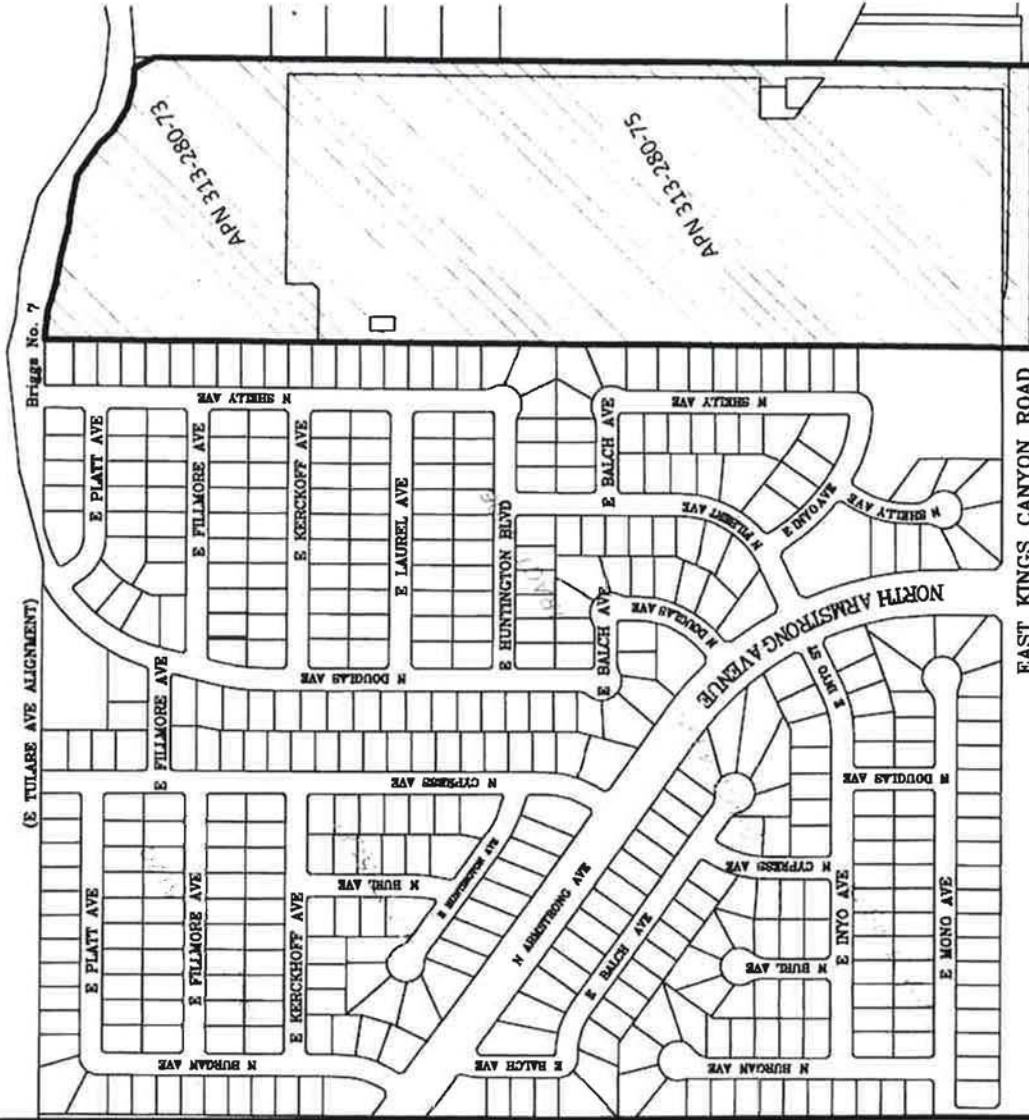 Briggs No. 7
(E TULARE AVE ALIGNMENT)
APN 313-280-73
APN 313-280-75
E PLATT AVE
N SHELLY AVE
E FILLMORE AVE
E KERCKOFF AVE
E LAUREL AVE
E HUNTINGTON BLVD
E BALCH AVE
N SHELLY AVE
N FILBERT AVE
E INYO AVE
N SHELLY AVE
E BALCH AVE
N DOUGLAS AVE
N DOUGLAS AVE
E FILLMORE AVE
NORTH ARMSTRONG AVENUE
E INYO ST
N CYPRESS AVE
E PLATT AVE
E FILLMORE AVE
E KERCKHOFF AVE
N BURL AVE
E HUNTINGTON AVE
N ARMSTRONG AVE
E BALCH AVE
N CYPRESS AVE
N DOUGLAS AVE
E INYO AVE
E MONO AVE
N BURL AVE
N BURGAN AVE
E BALCH AVE
N BURGAN AVE
EAST KINGS CANYON ROAD